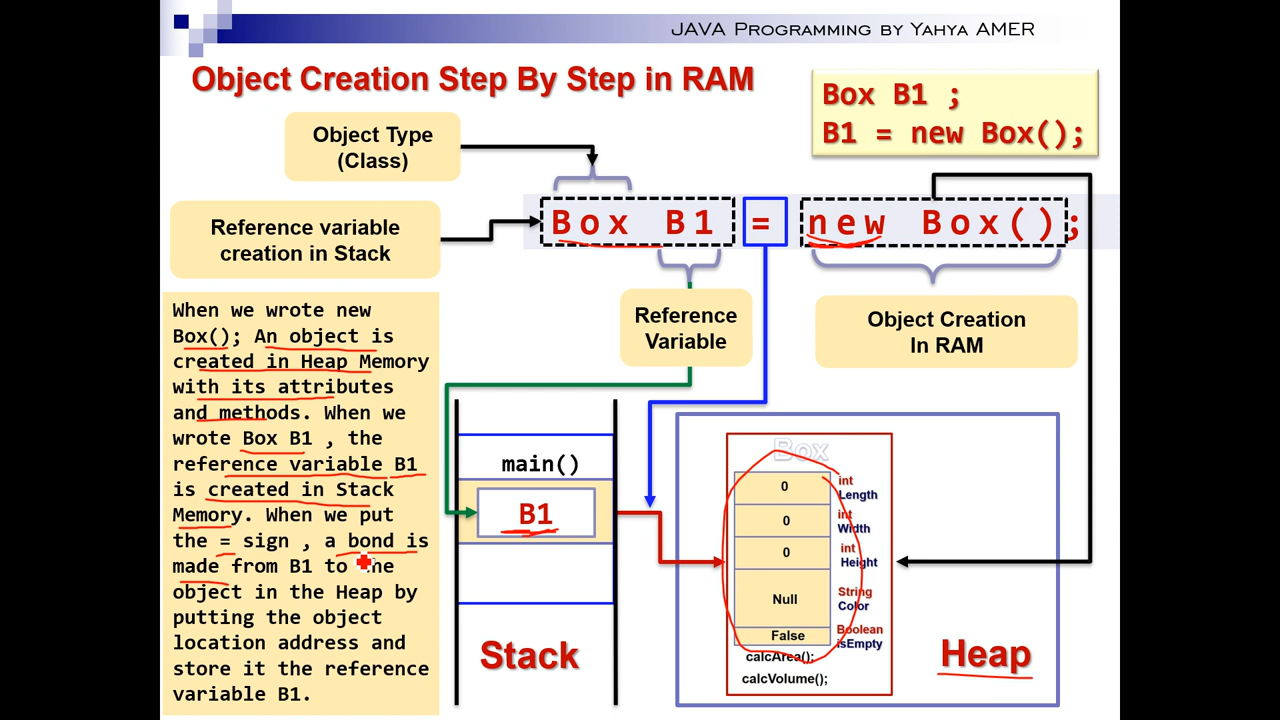 JAVA Programming by Yahya AMER
Object Creation Step By Step in RAM
Box B1 ;
B1 = new Box();
Object Type
(Class)
Reference variable
creation in Stack
Box B1 = new Box();
Reference
Variable
Object Creation
In RAM
When we wrote new
Box(); An object is
created in Heap Memory
with its attributes
and methods. When we
wrote Box B1 , the
reference variable B1
is created in Stack
Memory. When we put
the = sign , a bond is
made from B1 to the
object in the Heap by
putting the object
location address and
store it the reference
variable B1.
main()
B1
Stack
Box
0
int
Length
0
int
Width
0
int
Height
Null
String
Color
False
Boolean
isEmpty
calcArea();
calcVolume();
Heap